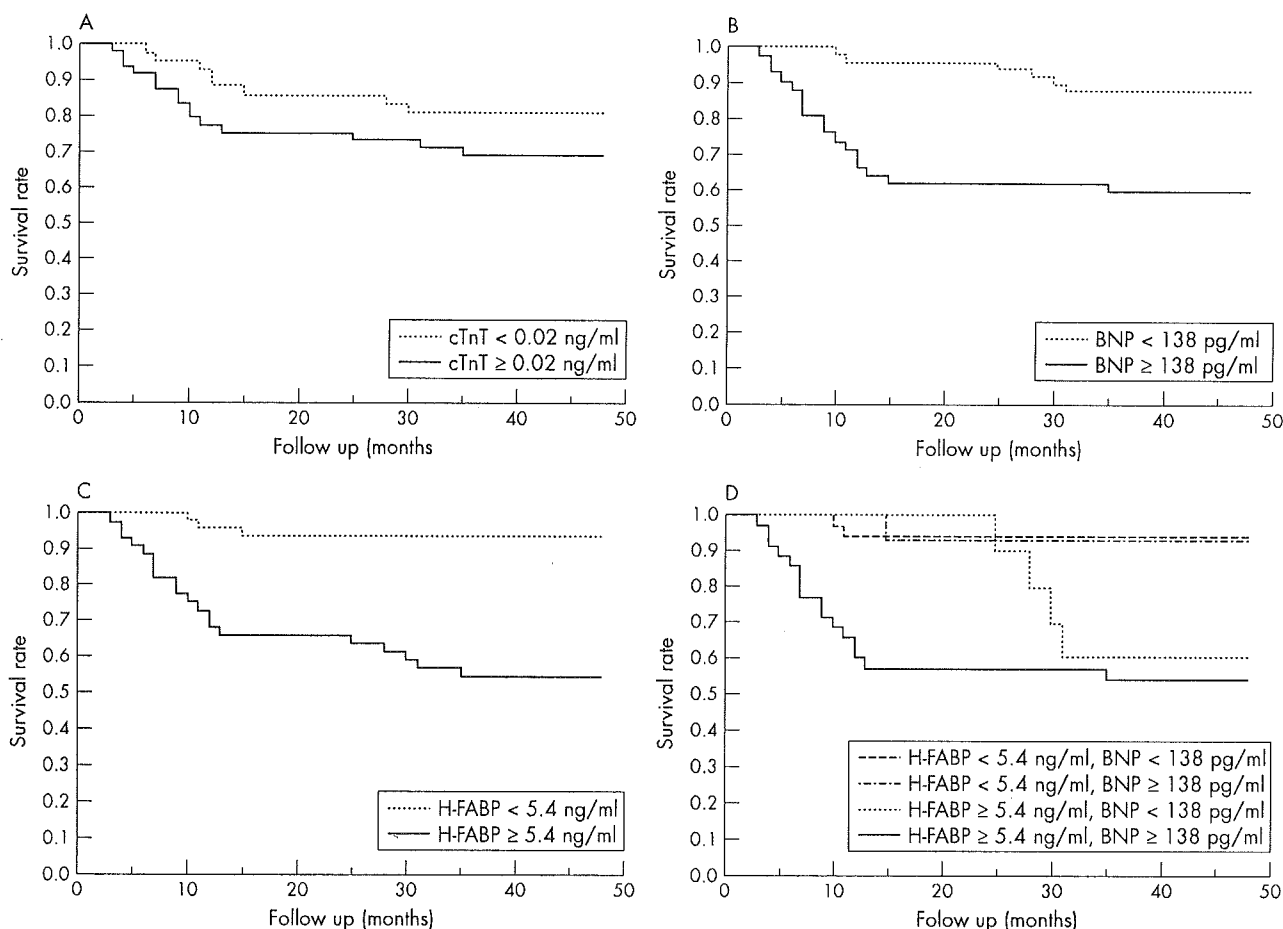 A
1.0
0.9
0.8
0.7
0.6
0.5
0.4
0.3
0.2
0.1
0.0
Survival rate
cTnT < 0.02 ng/ml
cTnT ≥ 0.02 ng/ml
0 10 20 30 40 50
Follow up (months
B
1.0
0.9
0.8
0.7
0.6
0.5
0.4
0.3
0.2
0.1
0.0
Survival rate
BNP < 138 pg/ml
BNP ≥ 138 pg/ml
0 10 20 30 40 50
Follow up (months)
C
1.0
0.9
0.8
0.7
0.6
0.5
0.4
0.3
0.2
0.1
0.0
Survival rate
H-FABP < 5.4 ng/ml
H-FABP ≥ 5.4 ng/ml
0 10 20 30 40 50
Follow up (months)
D
1.0
0.9
0.8
0.7
0.6
0.5
0.4
0.3
0.2
0.1
0.0
Survival rate
H-FABP < 5.4 ng/ml, BNP < 138 pg/ml
H-FABP < 5.4 ng/ml, BNP ≥ 138 pg/ml
H-FABP ≥ 5.4 ng/ml, BNP < 138 pg/ml
H-FABP ≥ 5.4 ng/ml, BNP ≥ 138 pg/ml
0 10 20 30 40 50
Folow up (months)